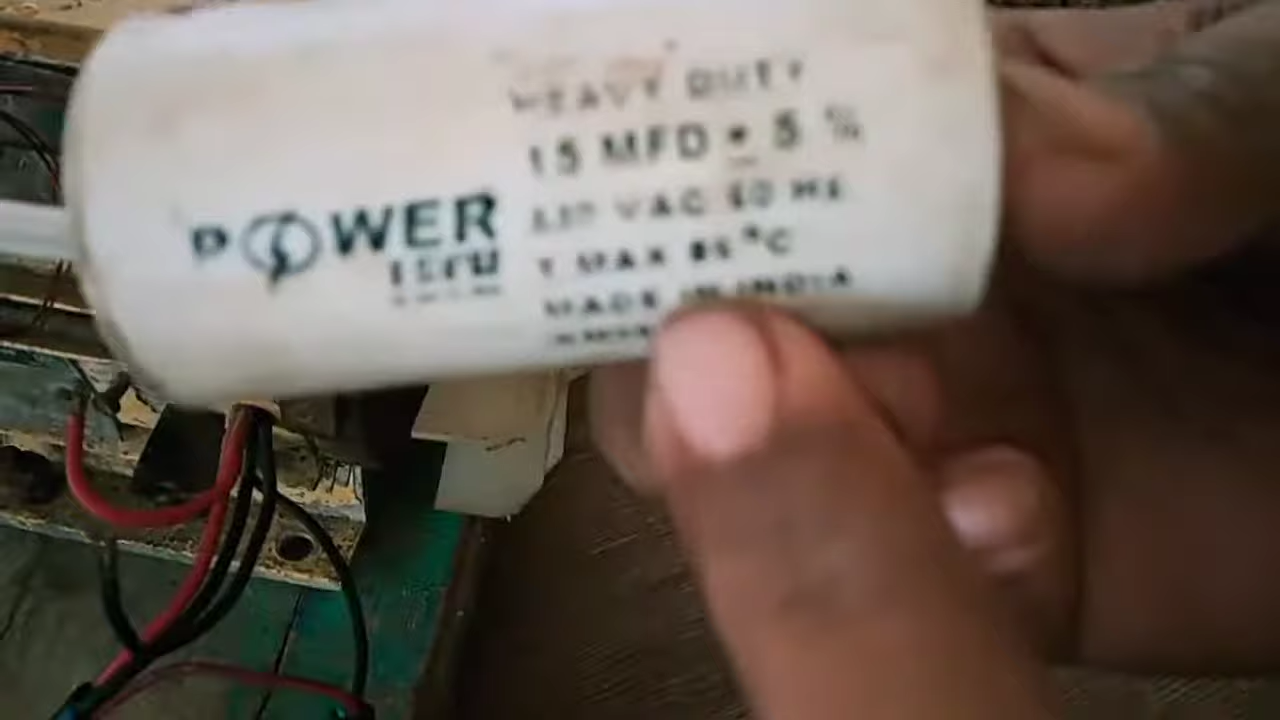 POWER
HEAVY DUTY
15 MFD ± 5 %
VAC 50 HZ
T MAX 85°C
MADE IN INDIA